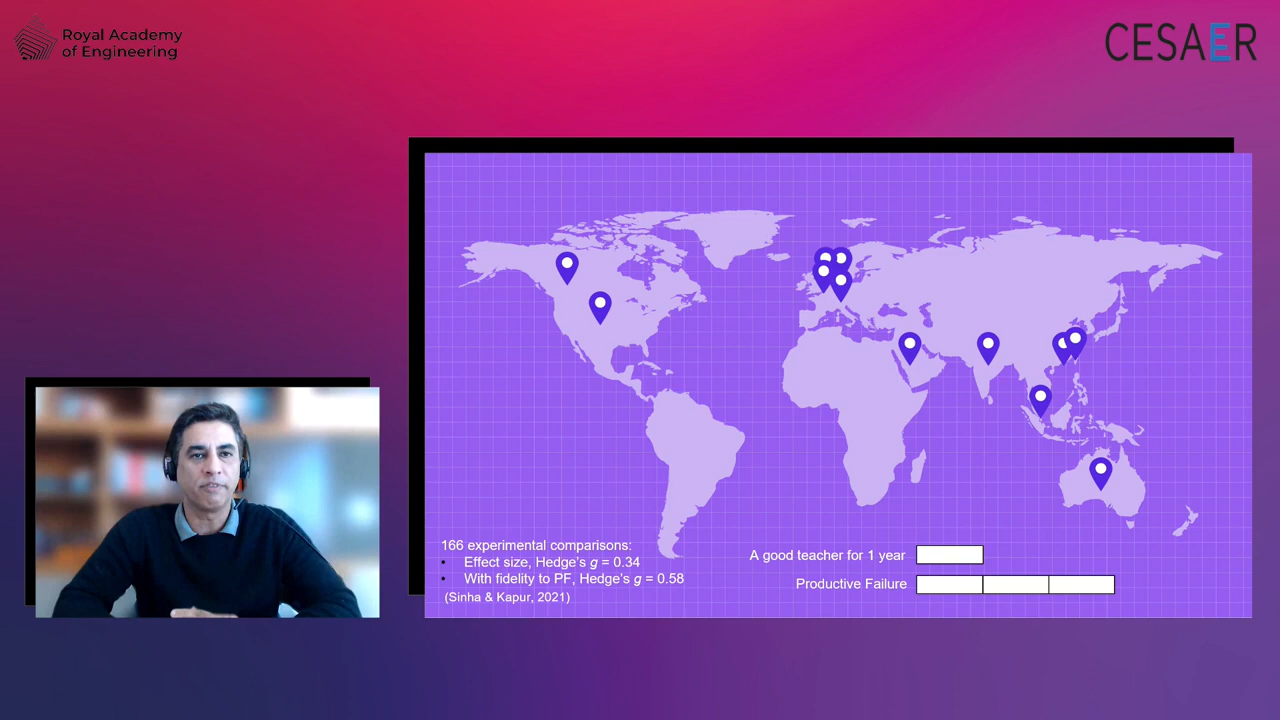 Royal Academy
of Engineering
CESAER
166 experimental comparisons:
• Effect size, Hedge's g = 0.34
• With fidelity to PF, Hedge's g = 0.58
(Sinha & Kapur, 2021)
A good teacher for 1 year
Productive Failure